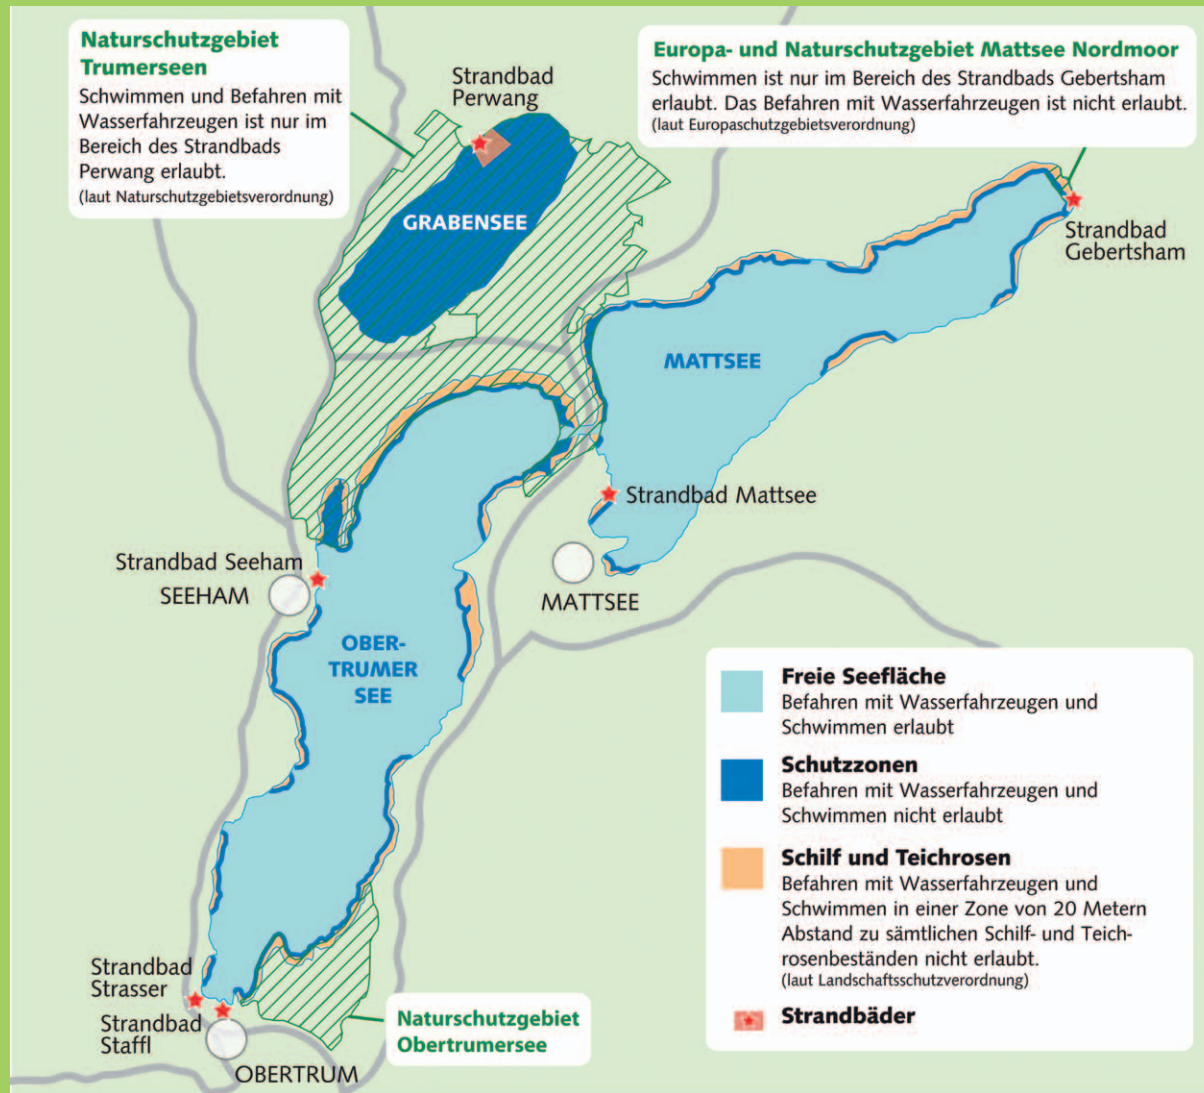 Naturschutzgebiet
Trumerseen
Schwimmen und Befahren mit
Wasserfahrzeugen ist nur im
Bereich des Strandbads
Perwang erlaubt.
(laut Naturschutzgebietsverordnung)
Strandbad
Perwang
Europa- und Naturschutzgebiet Mattsee Nordmoor
Schwimmen ist nur im Bereich des Strandbads Gebertsham
erlaubt. Das Befahren mit Wasserfahrzeugen ist nicht erlaubt.
(laut Europaschutzgebietsverordnung)
GRABENSEE
Strandbad
Gebertsham
MATTSEE
Strandbad Mattsee
Strandbad Seeham
SEEHAM
MATTSEE
OBER-
TRUMER
SEE
Freie Seefläche
Befahren mit Wasserfahrzeugen und
Schwimmen erlaubt
Schutzzonen
Befahren mit Wasserfahrzeugen und
Schwimmen nicht erlaubt
Schilf und Teichrosen
Befahren mit Wasserfahrzeugen und
Schwimmen in einer Zone von 20 Metern
Abstand zu sämtlichen Schilf- und Teich-
rosenbeständen nicht erlaubt.
(laut Landschaftsschutzverordnung)
Strandbäder
Strandbad
Strasser
Strandbad
Staffl
OBERTRUM
Naturschutzgebiet
Obertrumersee